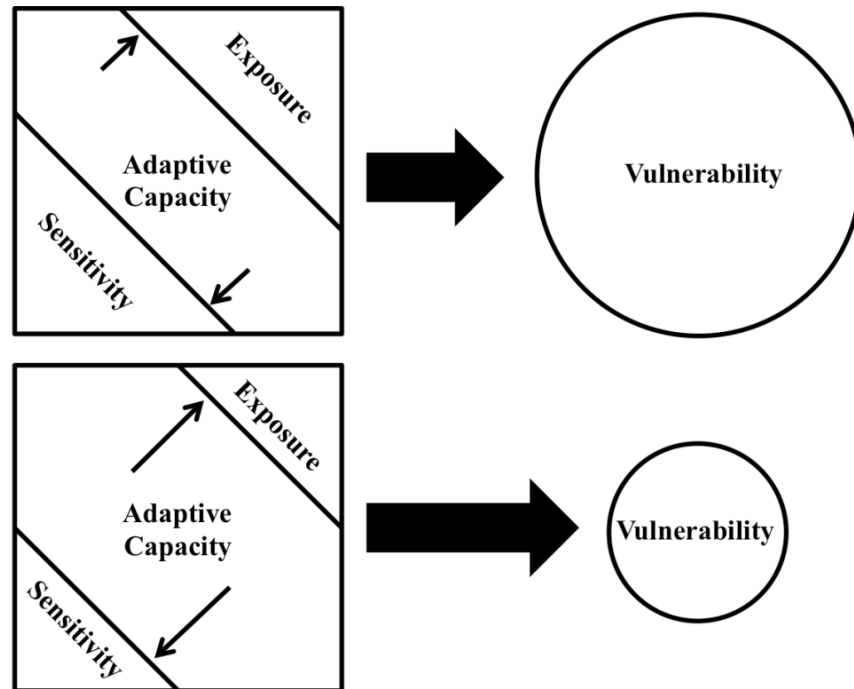 Exposure
Adaptive
Capacity
Sensitivity
Vulnerability
Exposure
Adaptive
Capacity
Sensitivity
Vulnerability